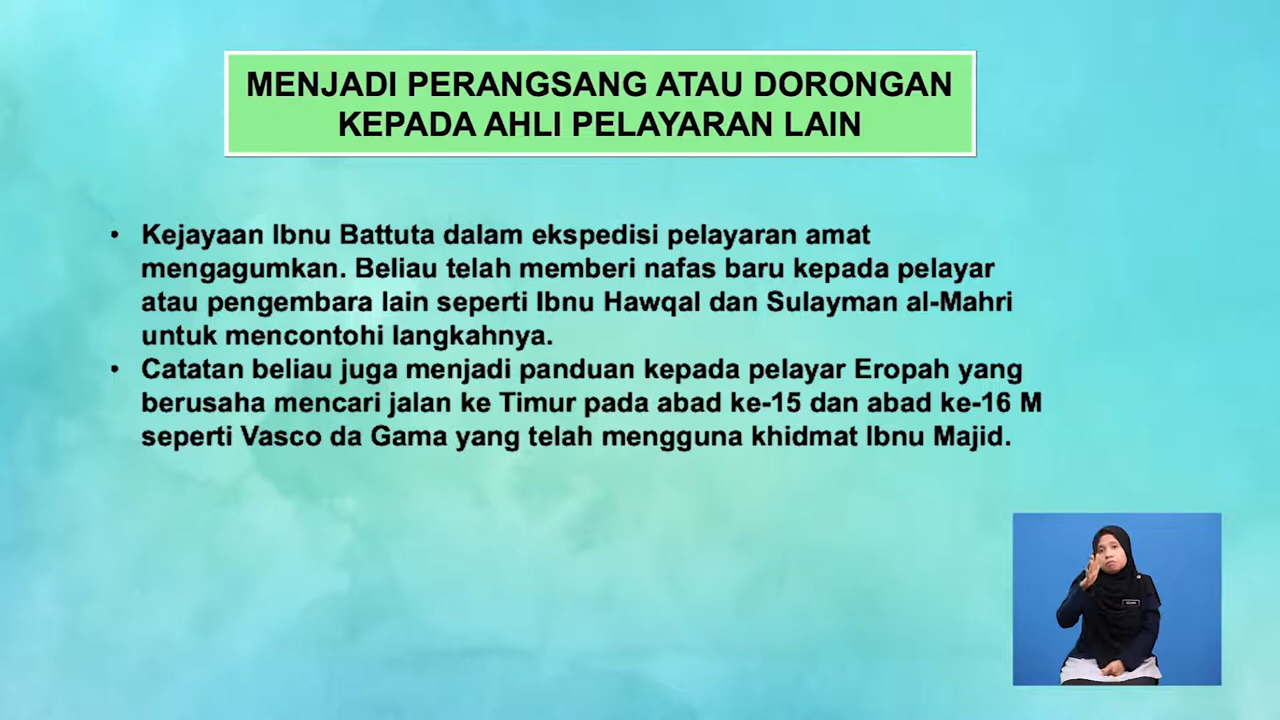 MENJADI PERANGSANG ATAU DORONGAN
KEPADA AHLI PELAYARAN LAIN
• Kejayaan Ibnu Battuta dalam ekspedisi pelayaran amat
mengagumkan. Beliau telah memberi nafas baru kepada pelayar
atau pengembara lain seperti Ibnu Hawqal dan Sulayman al-Mahri
untuk mencontohi langkahnya.
• Catatan beliau juga menjadi panduan kepada pelayar Eropah yang
berusaha mencari jalan ke Timur pada abad ke-15 dan abad ke-16 M
seperti Vasco da Gama yang telah mengguna khidmat Ibnu Majid.